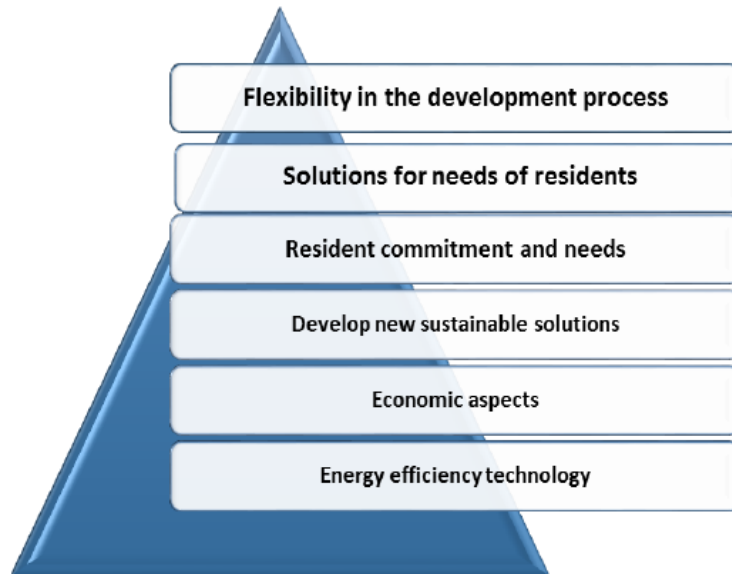 Flexibility in the development process
Solutions for needs of residents
Resident commitment and needs
Develop new sustainable solutions
Economic aspects
Energy efficiency technology